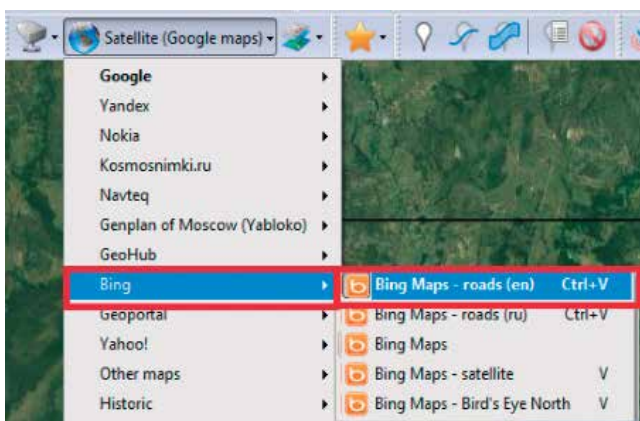 Satellite (Google maps)
Google
Yandex
Nokia
Kosmosnimki.ru
Navteq
Genplan of Moscow (Yabloko)
GeoHub
Bing
Geoportal
Yahoo!
Other maps
Historic
Bing Maps - roads (en) Ctrl+V
Bing Maps - roads (ru) Ctrl+V
Bing Maps
Bing Maps - satellite V
Bing Maps - Bird's Eye North V